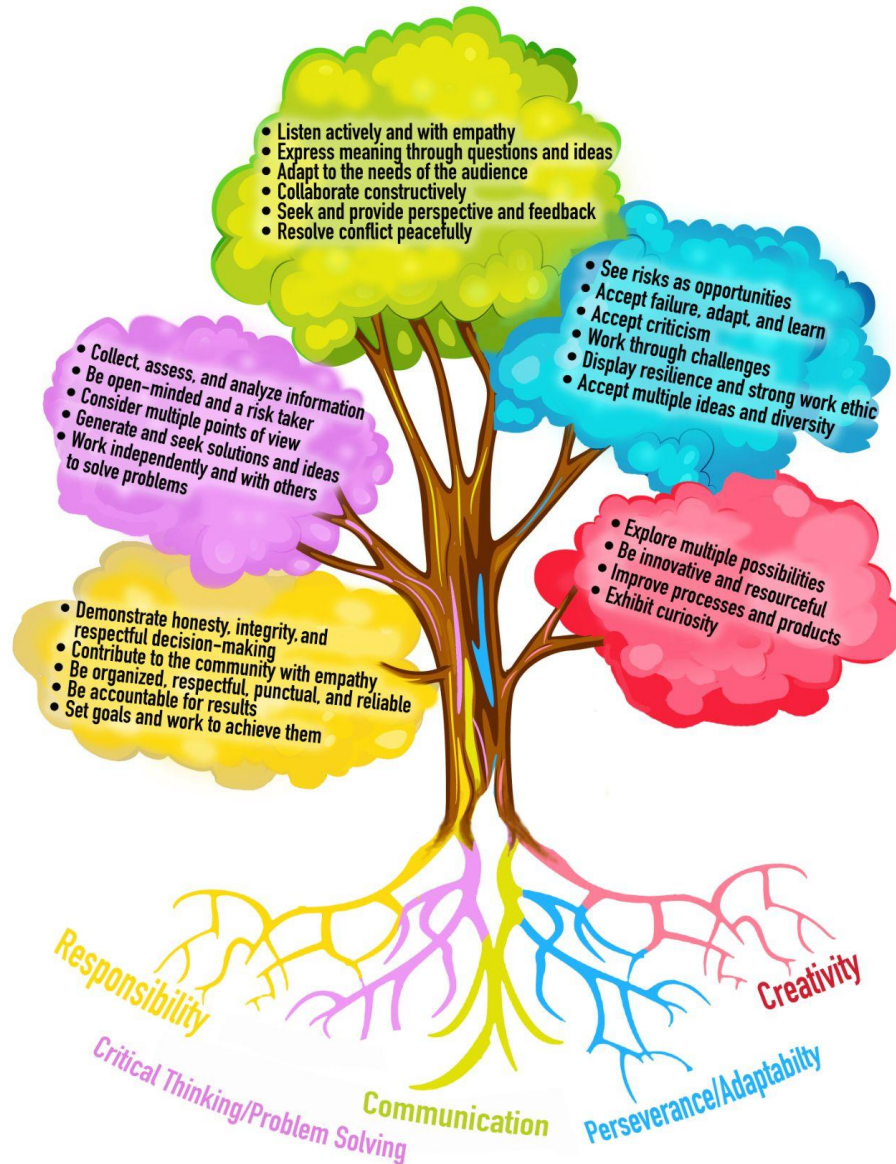 • Listen actively and with empathy
• Express meaning through questions and ideas
• Adapt to the needs of the audience
• Collaborate constructively
• Seek and provide perspective and feedback
• Resolve conflict peacefully
• See risks as opportunities
• Accept failure, adapt, and learn
• Accept criticism
• Work through challenges
• Display resilience and strong work ethic
• Accept multiple ideas and diversity
• Collect, assess, and analyze information
• Be open-minded and a risk taker
• Consider multiple points of view
• Generate and seek solutions and ideas
• Work independently and with others
to solve problems
• Explore multiple possibilities
• Be innovative and resourceful
• Improve processes and products
• Exhibit curiosity
• Demonstrate honesty, integrity, and
respectful decision-making
• Contribute to the community with empathy
• Be organized, respectful, punctual, and reliable
• Be accountable for results
• Set goals and work to achieve them
Responsibility
Critical Thinking/Problem Solving
Communication
Perseverance/Adaptabilty
Creativity